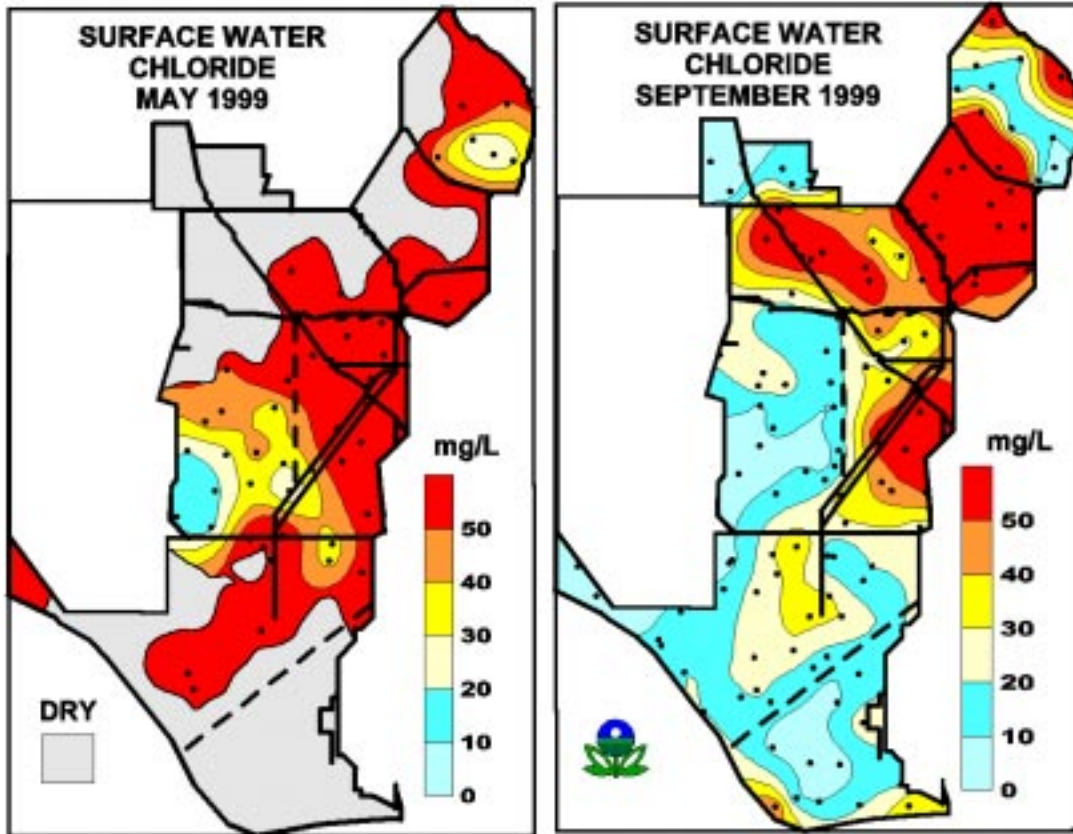 SURFACE WATER
CHLORIDE
MAY 1999
mg/L
50
40
30
20
10
0
DRY
SURFACE WATER
CHLORIDE
SEPTEMBER 1999
mg/L
50
40
30
20
10
0